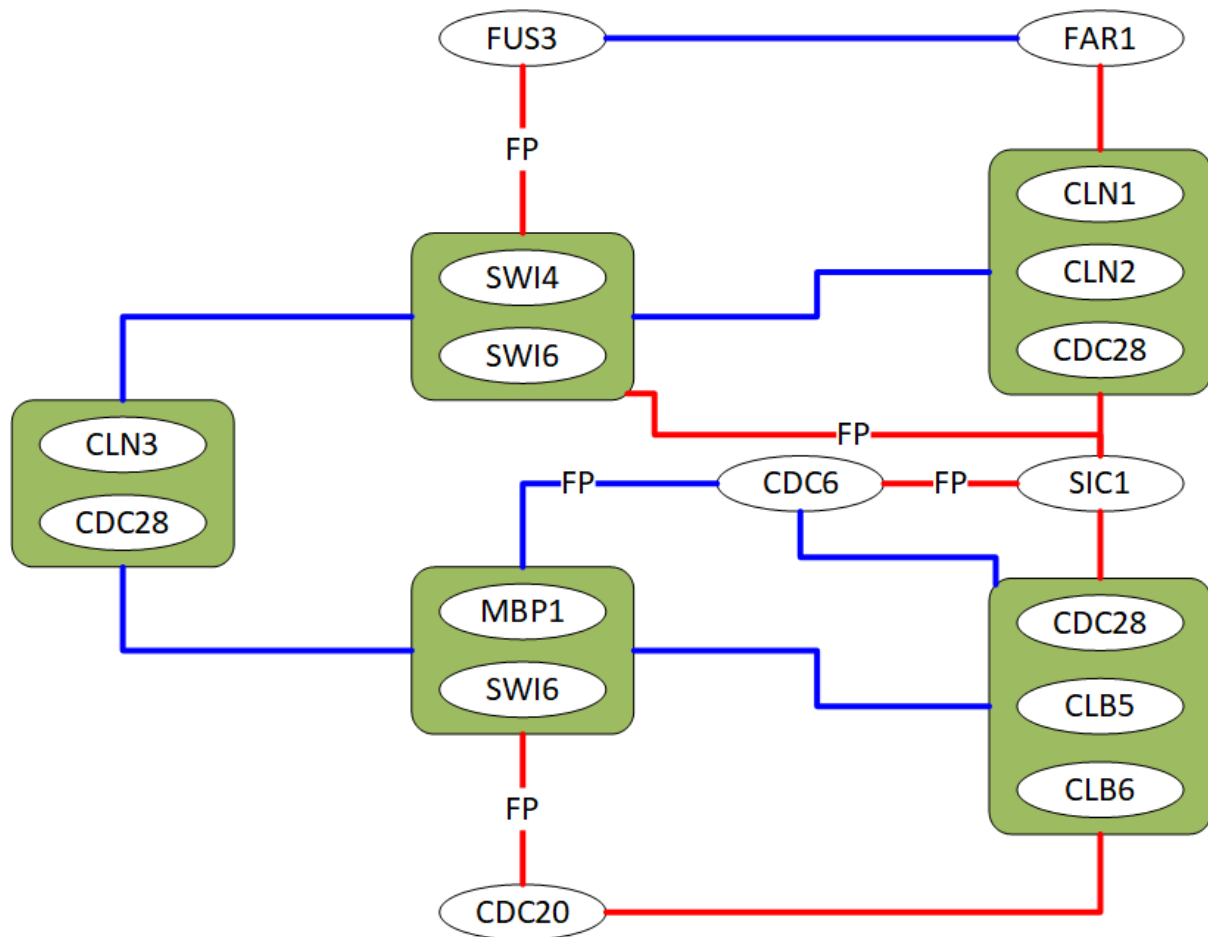 FUS3
FAR1
FP
CLN1
CLN2
CDC28
SWI4
SWI6
FP
CLN3
CDC28
FP
CDC6
FP
SIC1
MBP1
SWI6
CDC28
CLB5
CLB6
FP
CDC20